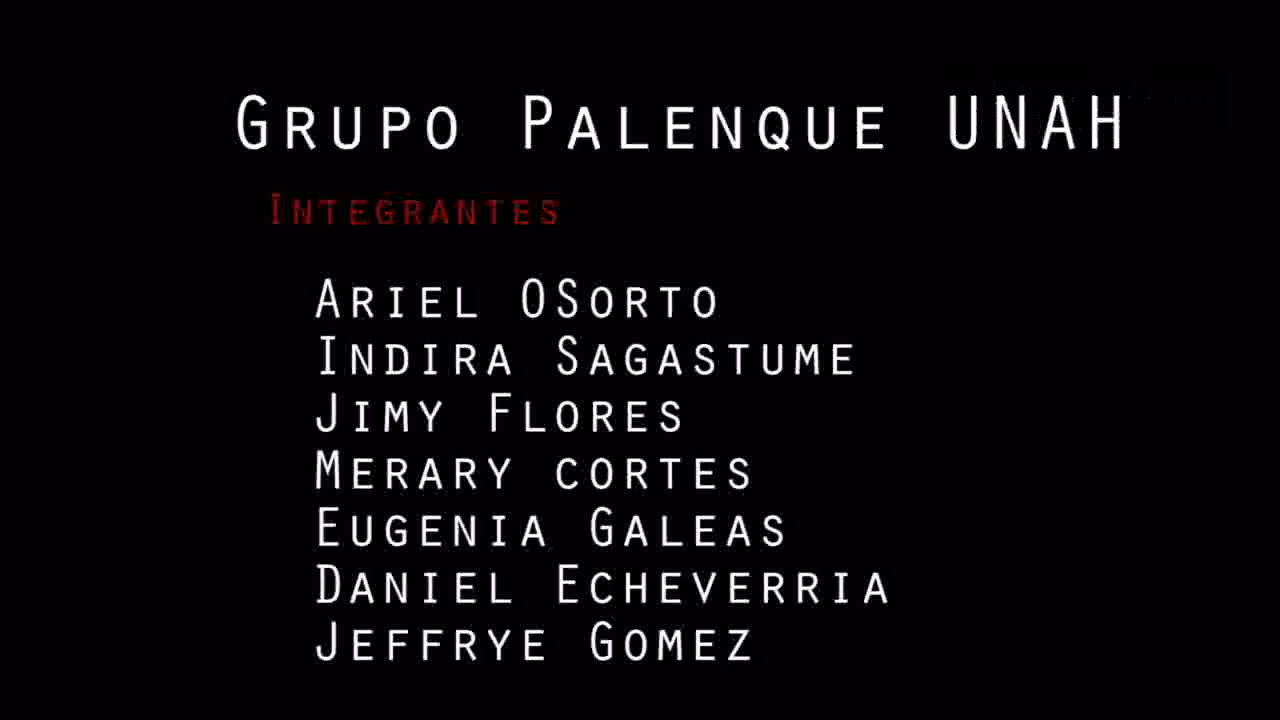 Grupo Palenque UNAH
Integrantes
Ariel OSorto
Indira Sagastume
Jimy Flores
Merary cortes
Eugenia Galeas
Daniel Echeverria
Jeffrye Gomez